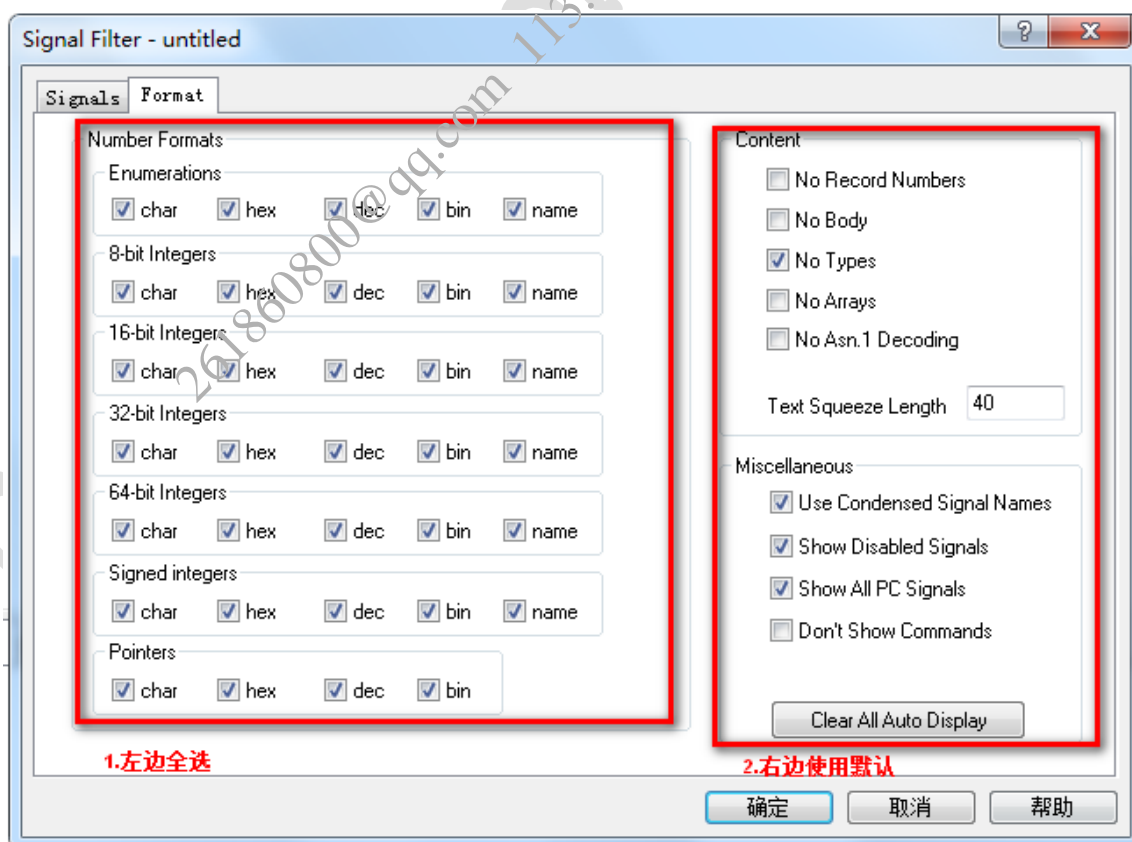 Signal Filter - untitled
Signals Format
Number Formats
Enumerations
char hex dec bin name
8-bit Integers
char hex dec bin name
16-bit Integers
char hex dec bin name
32-bit Integers
char hex dec bin name
64-bit Integers
char hex dec bin name
Signed integers
char hex dec bin name
Pointers
char hex dec bin
1.左边全选
Content
No Record Numbers
No Body
No Types
No Arrays
No Asn.1 Decoding
Text Squeeze Length 40
Miscellaneous
Use Condensed Signal Names
Show Disabled Signals
Show All PC Signals
Don't Show Commands
Clear All Auto Display
2.右边使用默认
确定 取消 帮助
261860800@qq.com 113.